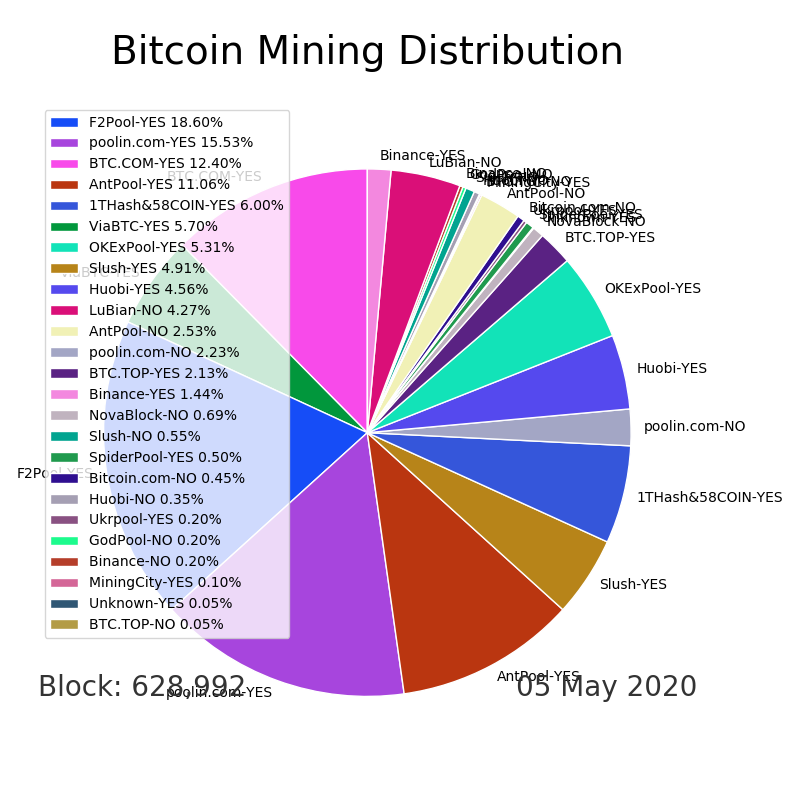 Bitcoin Mining Distribution
F2Pool-YES 18.60%
poolin.com-YES 15.53%
BTC.COM-YES 12.40%
AntPool-YES 11.06%
1THash&58COIN-YES 6.00%
ViaBTC-YES 5.70%
OKExPool-YES 5.31%
Slush-YES 4.91%
Huobi-YES 4.56%
LuBian-NO 4.27%
AntPool-NO 2.53%
poolin.com-NO 2.23%
BTC.TOP-YES 2.13%
Binance-YES 1.44%
NovaBlock-NO 0.69%
Slush-NO 0.55%
SpiderPool-YES 0.50%
Bitcoin.com-NO 0.45%
Huobi-NO 0.35%
Ukrpool-YES 0.20%
GodPool-NO 0.20%
Binance-NO 0.20%
MiningCity-YES 0.10%
Unknown-YES 0.05%
BTC.TOP-NO 0.05%
Binance-YES
LuBian-NO
MiningCity-YES
AntPool-NO
Bitcoin.com-NO
NovaBlock-NO
BTC.TOP-YES
OKExPool-YES
Huobi-YES
poolin.com-NO
1THash&58COIN-YES
Slush-YES
AntPool-YES
poolin.com-YES
F2Pool-YES
ViaBTC-YES
BTC.COM-YES
Block: 628,992
05 May 2020